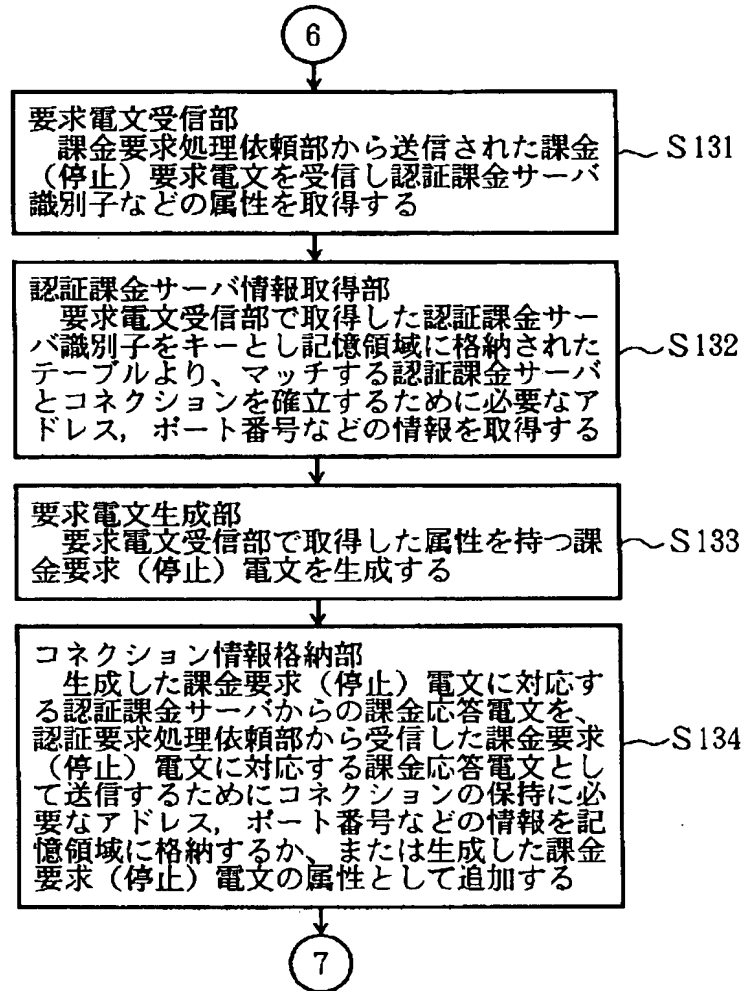 6
要求電文受信部
課金要求処理依頼部から送信された課金
(停止)要求電文を受信し認証課金サーバ
識別子などの属性を取得する
S131
認証課金サーバ情報取得部
要求電文受信部で取得した認証課金サー
バ識別子をキーとし記憶領域に格納された
テーブルより、マッチする認証課金サーバ
とコネクションを確立するために必要なア
ドレス,ポート番号などの情報を取得する
S132
要求電文生成部
要求電文受信部で取得した属性を持つ課
金要求(停止)電文を生成する
S133
コネクション情報格納部
生成した課金要求(停止)電文に対応す
る認証課金サーバからの課金応答電文を、
認証要求処理依頼部から受信した課金要求
(停止)電文に対応する課金応答電文とし
て送信するためにコネクションの保持に必
要なアドレス,ポート番号などの情報を記
憶領域に格納するか、または生成した課金
要求(停止)電文の属性として追加する
S134
7